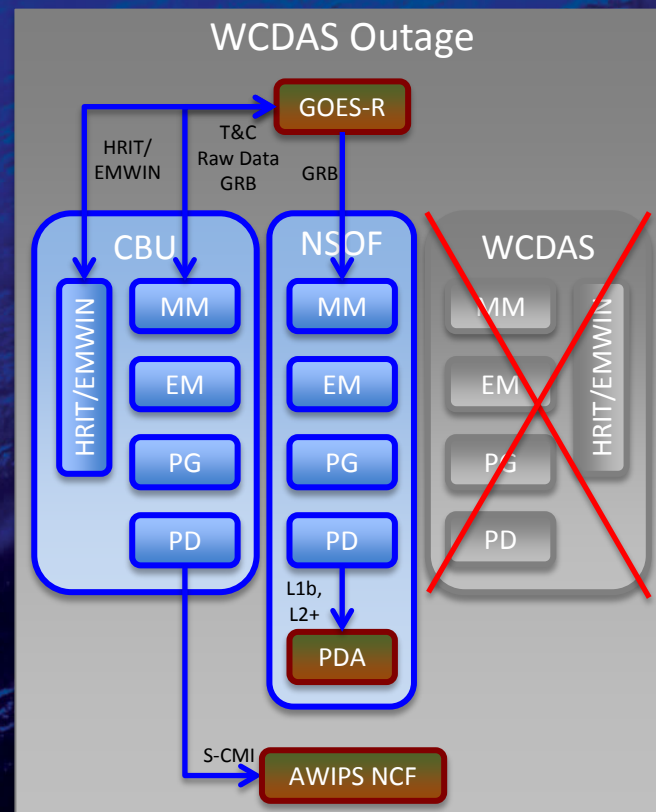 WCDAS Outage
GOES-R
HRIT/
EMWIN
T&C
Raw Data
GRB
GRB
CBU
HRIT/EMWIN
MM
EM
PG
PD
NSOF
MM
EM
PG
PD
L1b,
L2+
PDA
WCDAS
MM
EM
PG
PD
HRIT/EMWIN
S-CMI
AWIPS NCF